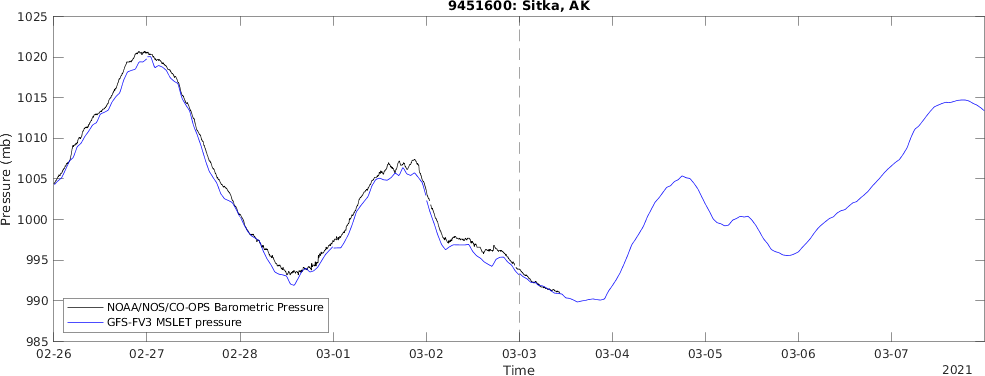 9451600: Sitka, AK
Pressure (mb)
1025
1020
1015
1010
1005
1000
995
990
985
NOAA/NOS/CO-OPS Barometric Pressure
GFS-FV3 MSLET pressure
02-26 02-27 02-28 03-01 03-02 03-03 03-04 03-05 03-06 03-07
Time
2021